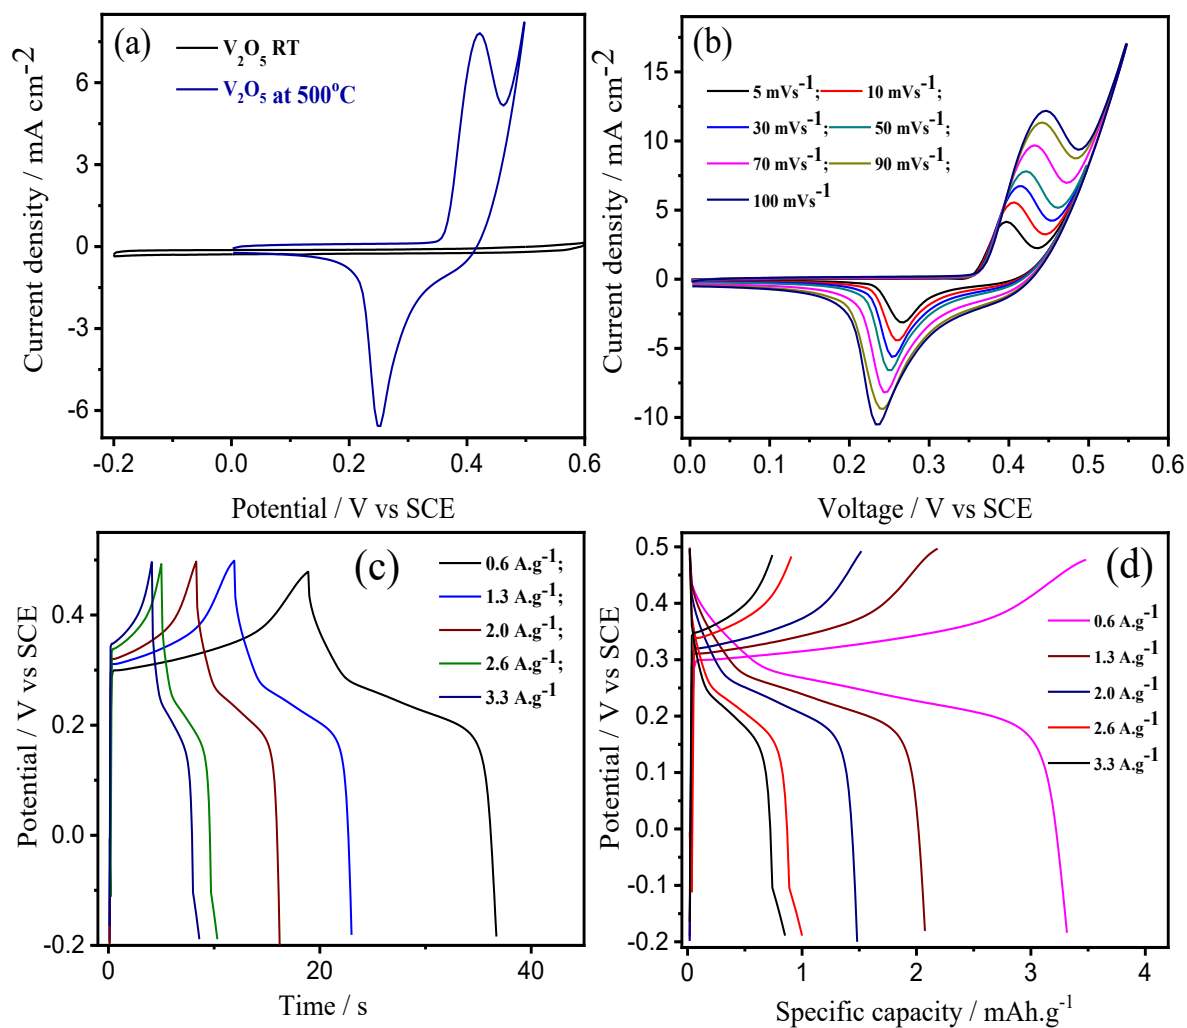 (a)
V₂O₅ RT
V₂O₅ at 500°C
Current density / mA cm⁻²
6
3
0
-3
-6
-0.2 0.0 0.2 0.4 0.6
Potential / V vs SCE
(b)
5 mVs⁻¹; 10 mVs⁻¹;
30 mVs⁻¹; 50 mVs⁻¹;
70 mVs⁻¹; 90 mVs⁻¹;
100 mVs⁻¹
Current density / mA cm⁻²
15
10
5
0
-5
-10
0.0 0.1 0.2 0.3 0.4 0.5 0.6
Voltage / V vs SCE
(c)
0.6 A.g⁻¹;
1.3 A.g⁻¹;
2.0 A.g⁻¹;
2.6 A.g⁻¹;
3.3 A.g⁻¹
Potential / V vs SCE
0.4
0.2
0.0
-0.2
0 20 40
Time / s
(d)
0.6 A.g⁻¹
1.3 A.g⁻¹
2.0 A.g⁻¹
2.6 A.g⁻¹
3.3 A.g⁻¹
Potential / V vs SCE
0.5
0.4
0.3
0.2
0.1
0.0
-0.1
-0.2
0 1 2 3 4
Specific capacity / mAh.g⁻¹